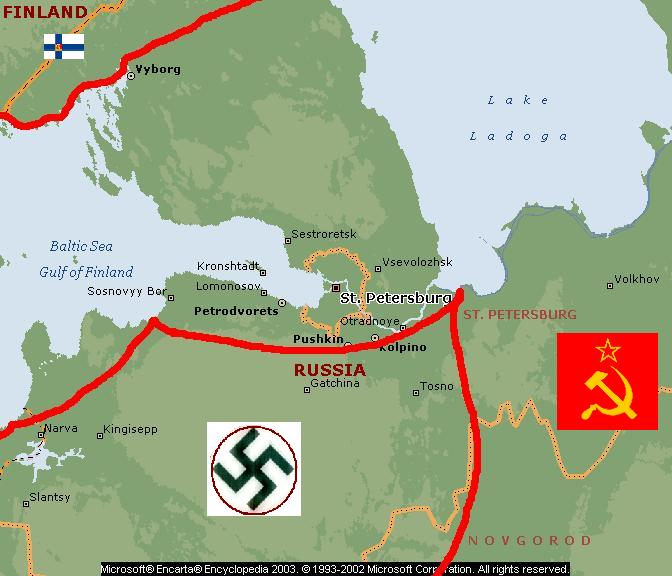 FINLAND
Vyborg
Lake
Ladoga
Baltic Sea
Gulf of Finland
Sestroretsk
Kronshtadt
Vsevolozhsk
Sosnovyy Bor
Lomonosov
Volkhov
Petrodvorets
St. Petersburg
ST. PETERSBURG
Otradnoye
Pushkin
Kolpino
RUSSIA
Gatchina
Tosno
Narva
Kingisepp
Slantsy
NOVGOROD
Microsoft® Encarta® Encyclopedia 2003. © 1993-2002 Microsoft Corporation. All rights reserved.